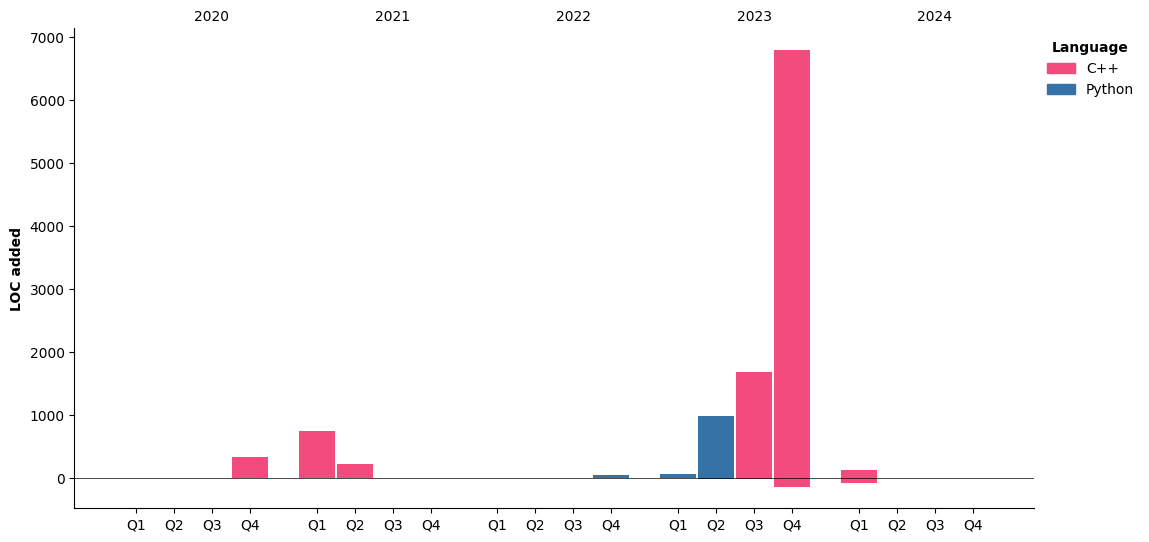 2020 2021 2022 2023 2024
Language
C++
Python
LOC added
7000
6000
5000
4000
3000
2000
1000
0
Q1 Q2 Q3 Q4 Q1 Q2 Q3 Q4 Q1 Q2 Q3 Q4 Q1 Q2 Q3 Q4 Q1 Q2 Q3 Q4